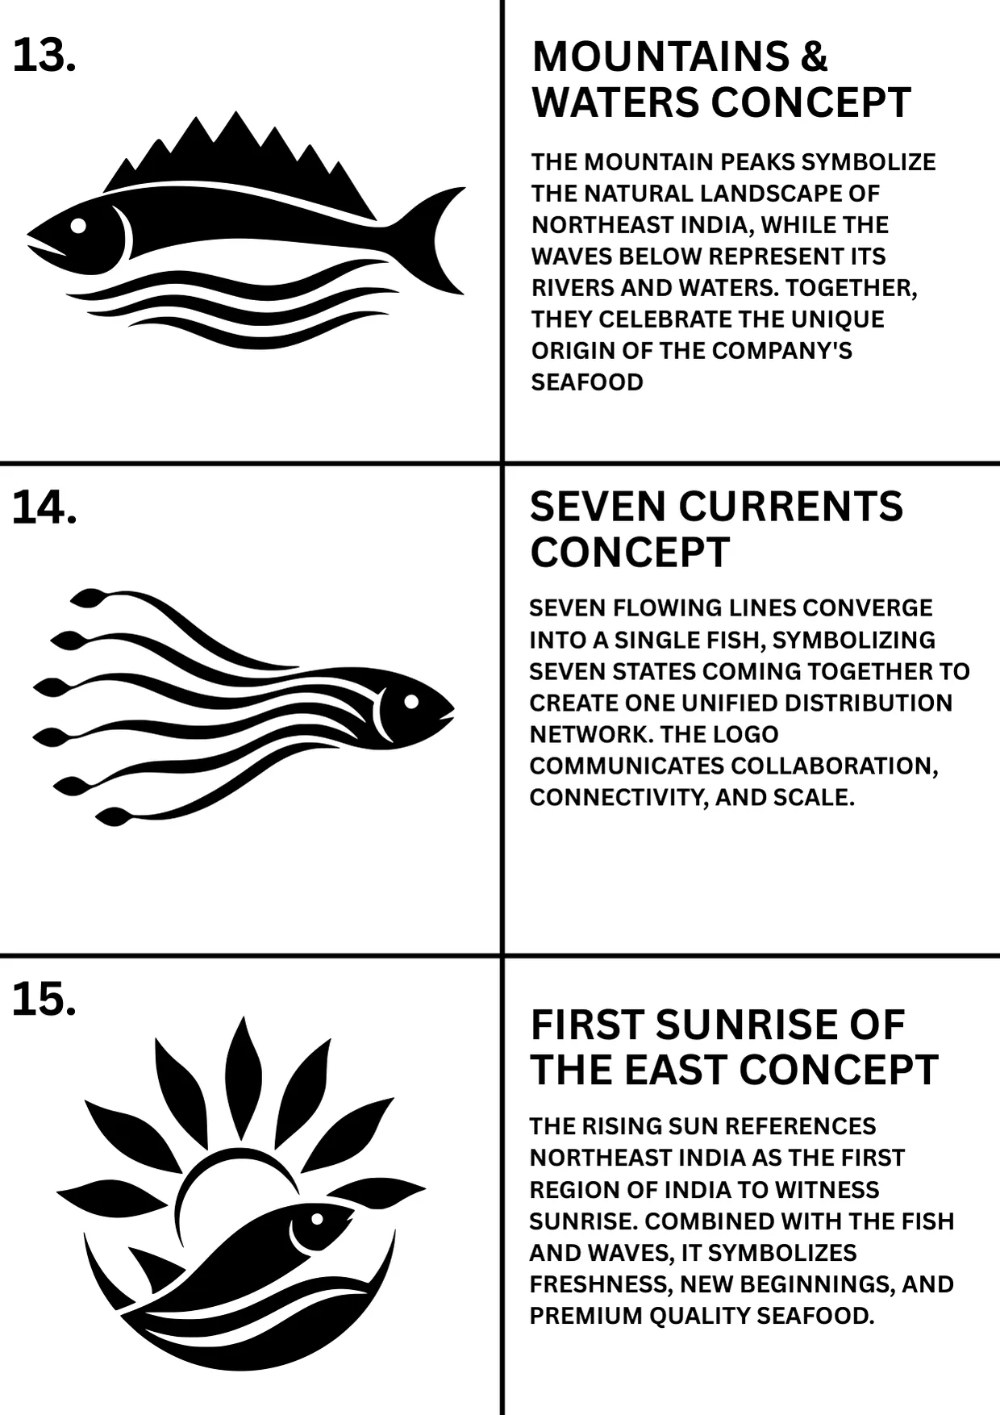 13.
MOUNTAINS &
WATERS CONCEPT
THE MOUNTAIN PEAKS SYMBOLIZE
THE NATURAL LANDSCAPE OF
NORTHEAST INDIA, WHILE THE
WAVES BELOW REPRESENT ITS
RIVERS AND WATERS. TOGETHER,
THEY CELEBRATE THE UNIQUE
ORIGIN OF THE COMPANY'S
SEAFOOD
14.
SEVEN CURRENTS
CONCEPT
SEVEN FLOWING LINES CONVERGE
INTO A SINGLE FISH, SYMBOLIZING
SEVEN STATES COMING TOGETHER TO
CREATE ONE UNIFIED DISTRIBUTION
NETWORK. THE LOGO
COMMUNICATES COLLABORATION,
CONNECTIVITY, AND SCALE.
15.
FIRST SUNRISE OF
THE EAST CONCEPT
THE RISING SUN REFERENCES
NORTHEAST INDIA AS THE FIRST
REGION OF INDIA TO WITNESS
SUNRISE. COMBINED WITH THE FISH
AND WAVES, IT SYMBOLIZES
FRESHNESS, NEW BEGINNINGS, AND
PREMIUM QUALITY SEAFOOD.